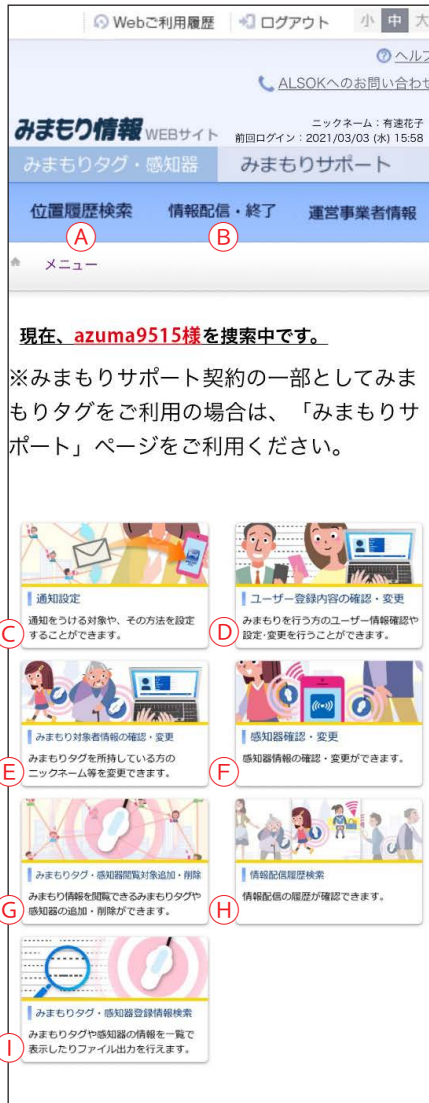 Webご利用履歴 ログアウト 小 中 大
ヘルプ
ALSOKへのお問い合わせ
みまもり情報 WEBサイト
ニックネーム：有速花子
前回ログイン：2021/03/03 (水) 15:58
みまもりタグ・感知器 みまもりサポート
位置履歴検索 情報配信・終了 運営事業者情報
A B
メニュー
現在、azuma9515様を捜索中です。
※みまもりサポート契約の一部としてみま
もりタグをご利用の場合は、「みまもりサ
ポート」ページをご利用ください。
通知設定
通知をうける対象や、その方法を設定
することができます。
C
ユーザー登録内容の確認・変更
みまもりを行う方のユーザー情報確認や
設定･変更を行うことができます。
D
みまもり対象者情報の確認・変更
みまもりタグを所持している方の
ニックネーム等を変更できます。
E
感知器確認・変更
感知器情報の確認・変更ができます。
F
みまもりタグ・感知器閲覧対象追加・削除
みまもり情報を閲覧できるみまもりタグや
感知器の追加・削除ができます。
G
情報配信履歴検索
情報配信の履歴が確認できます。
H
みまもりタグ・感知器登録情報検索
みまもりタグや感知器の情報を一覧で
表示したりファイル出力を行えます。
I